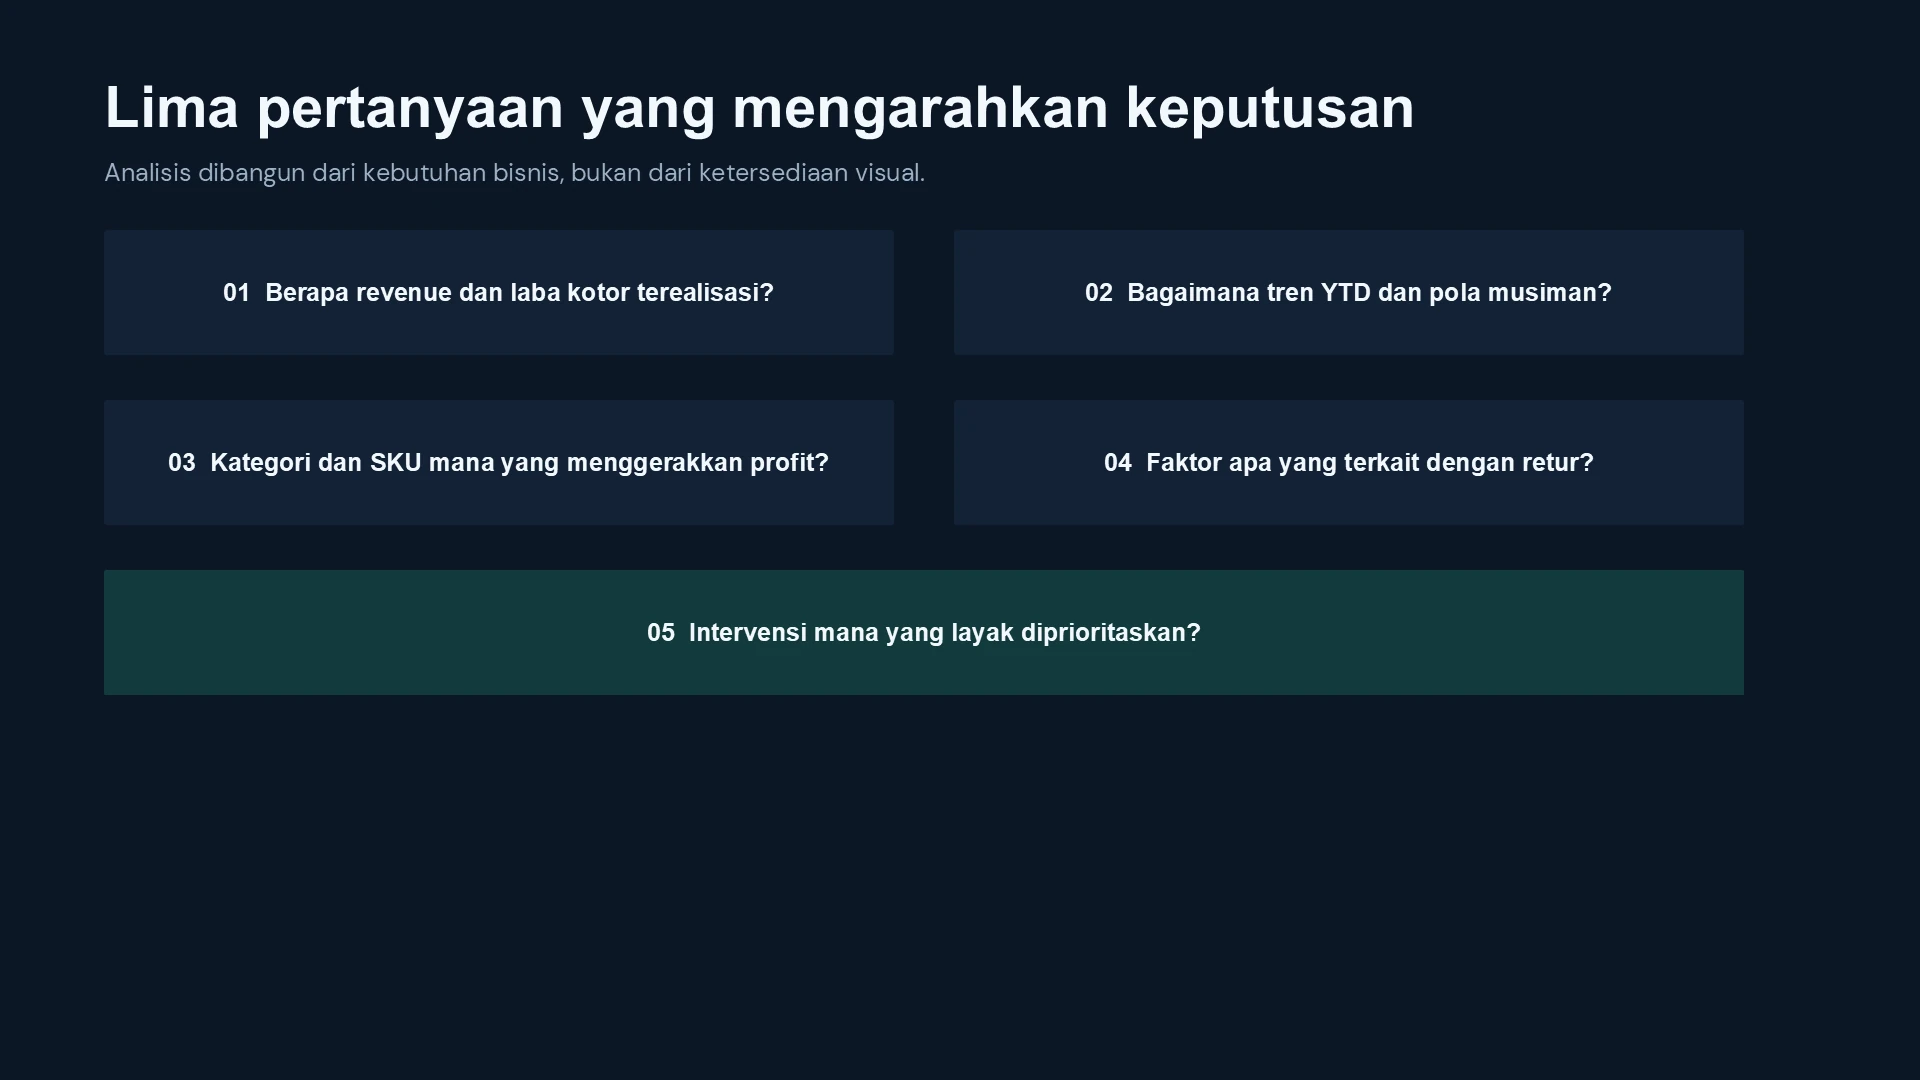 Lima pertanyaan yang mengarahkan keputusan
Analisis dibangun dari kebutuhan bisnis, bukan dari ketersediaan visual.
01 Berapa revenue dan laba kotor terealisasi?
02 Bagaimana tren YTD dan pola musiman?
03 Kategori dan SKU mana yang menggerakkan profit?
04 Faktor apa yang terkait dengan retur?
05 Intervensi mana yang layak diprioritaskan?